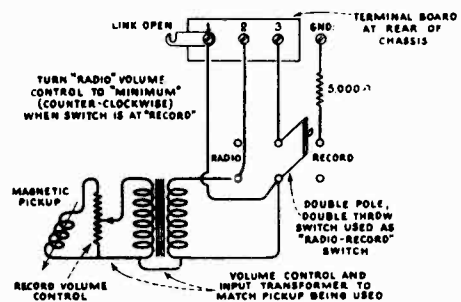 LINK OPEN
1 2 3 GND.
TERMINAL BOARD
AT REAR OF
CHASSIS
TURN "RADIO" VOLUME
CONTROL TO "MINIMUM"
(COUNTER-CLOCKWISE)
WHEN SWITCH IS AT "RECORD"
5,000 Ω
RADIO
RECORD
MAGNETIC
PICKUP
DOUBLE POLE,
DOUBLE THROW
SWITCH USED AS
"RADIO-RECORD"
SWITCH
RECORD VOLUME
CONTROL
VOLUME CONTROL AND
INPUT TRANSFORMER TO
MATCH PICKUP BEING USED